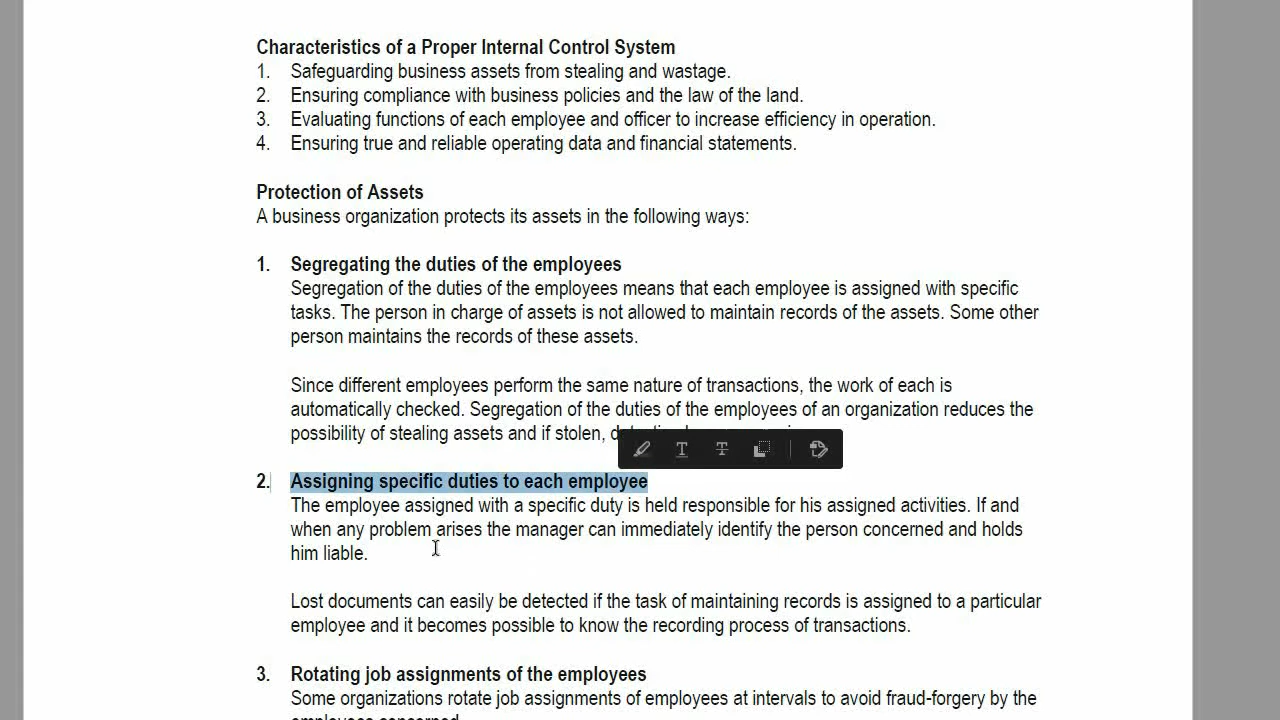 Characteristics of a Proper Internal Control System
1. Safeguarding business assets from stealing and wastage.
2. Ensuring compliance with business policies and the law of the land.
3. Evaluating functions of each employee and officer to increase efficiency in operation.
4. Ensuring true and reliable operating data and financial statements.
Protection of Assets
A business organization protects its assets in the following ways:
1. Segregating the duties of the employees
Segregation of the duties of the employees means that each employee is assigned with specific
tasks. The person in charge of assets is not allowed to maintain records of the assets. Some other
person maintains the records of these assets.
Since different employees perform the same nature of transactions, the work of each is
automatically checked. Segregation of the duties of the employees of an organization reduces the
possibility of stealing assets and if stolen,
2. Assigning specific duties to each employee
The employee assigned with a specific duty is held responsible for his assigned activities. If and
when any problem arises the manager can immediately identify the person concerned and holds
him liable.
Lost documents can easily be detected if the task of maintaining records is assigned to a particular
employee and it becomes possible to know the recording process of transactions.
3. Rotating job assignments of the employees
Some organizations rotate job assignments of employees at intervals to avoid fraud-forgery by the
employees concerned